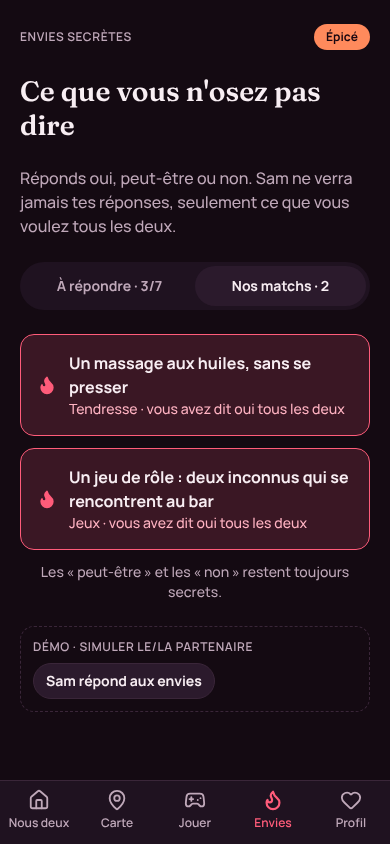 ENVIES SECRÈTES
Épicé
Ce que vous n'osez pas
dire
Réponds oui, peut-être ou non. Sam ne verra
jamais tes réponses, seulement ce que vous
voulez tous les deux.
À répondre · 3/7
Nos matchs · 2
Un massage aux huiles, sans se
presser
Tendresse · vous avez dit oui tous les deux
Un jeu de rôle : deux inconnus qui se
rencontrent au bar
Jeux · vous avez dit oui tous les deux
Les « peut-être » et les « non » restent toujours
secrets.
DÉMO · SIMULER LE/LA PARTENAIRE
Sam répond aux envies
Nous deux
Carte
Jouer
Envies
Profil